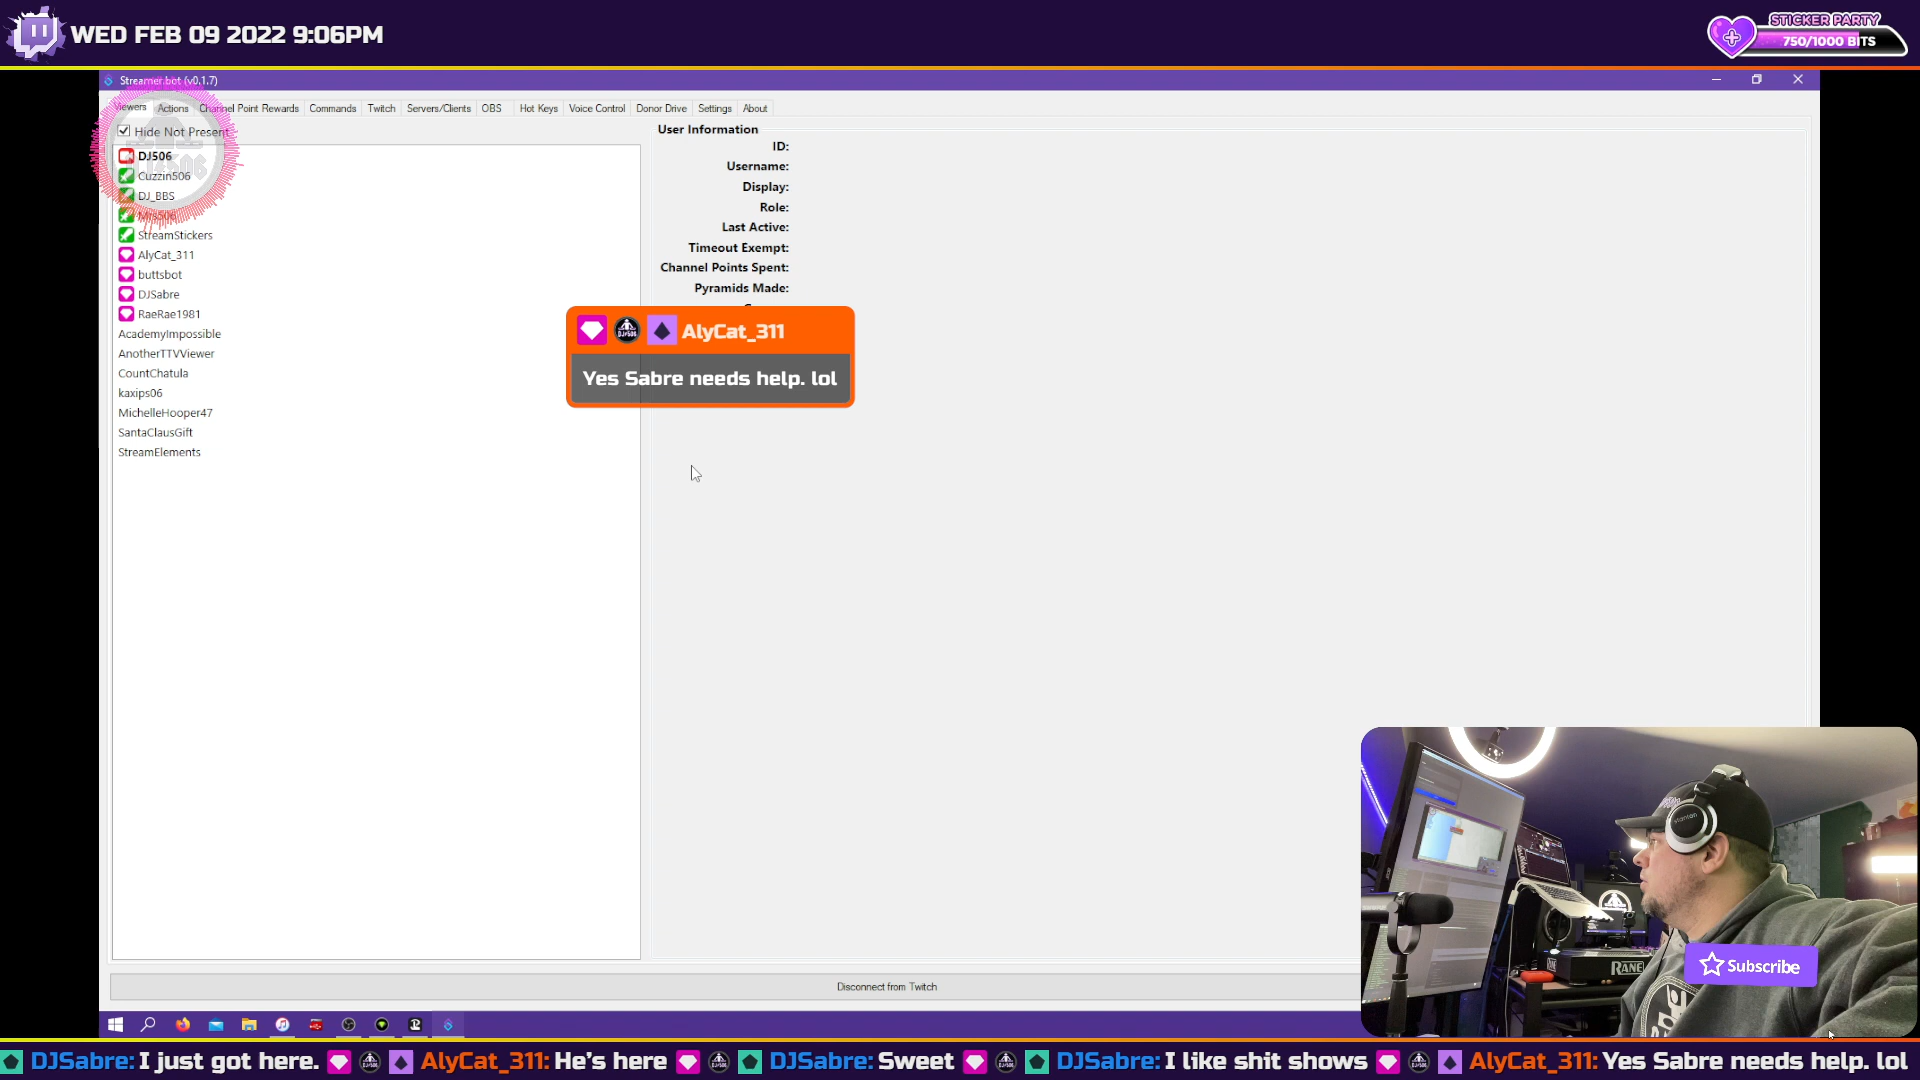 WED FEB 09 2022 9:06PM
STICKER PARTY
750/1000 BITS
Streamer.bot (v0.1.7)
Viewers Actions Channel Point Rewards Commands Twitch Servers/Clients OBS Hot Keys Voice Control Donor Drive Settings About
Hide Not Present
DJ506
Cuzzin506
DJ_BBS
Mrs506
StreamStickers
AlyCat_311
buttsbot
DJSabre
RaeRae1981
AcademyImpossible
AnotherTTVViewer
CountChatula
kaxips06
MichelleHooper47
SantaClausGift
StreamElements
User Information
ID:
Username:
Display:
Role:
Last Active:
Timeout Exempt:
Channel Points Spent:
Pyramids Made:
AlyCat_311
Yes Sabre needs help. lol
Disconnect from Twitch
stanton
RANE
Subscribe
DJSabre: I just got here. AlyCat_311: He's here DJSabre: Sweet DJSabre: I like shit shows AlyCat_311: Yes Sabre needs help. lol